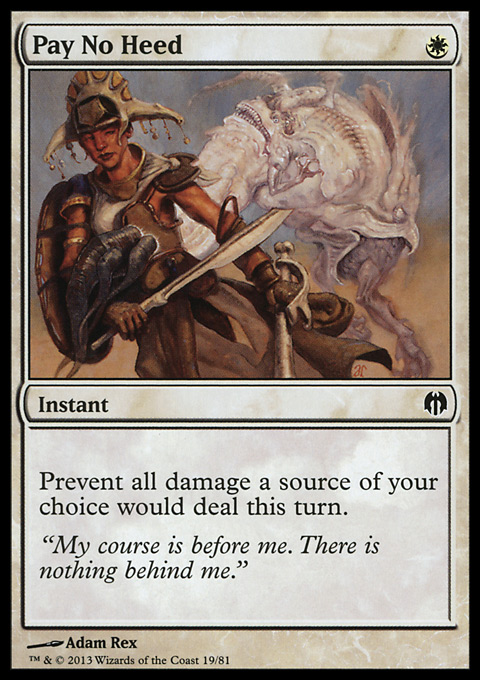 Pay No Heed
Instant
Prevent all damage a source of your
choice would deal this turn.
“My course is before me. There is
nothing behind me.”
Adam Rex
™ & © 2013 Wizards of the Coast 19/81